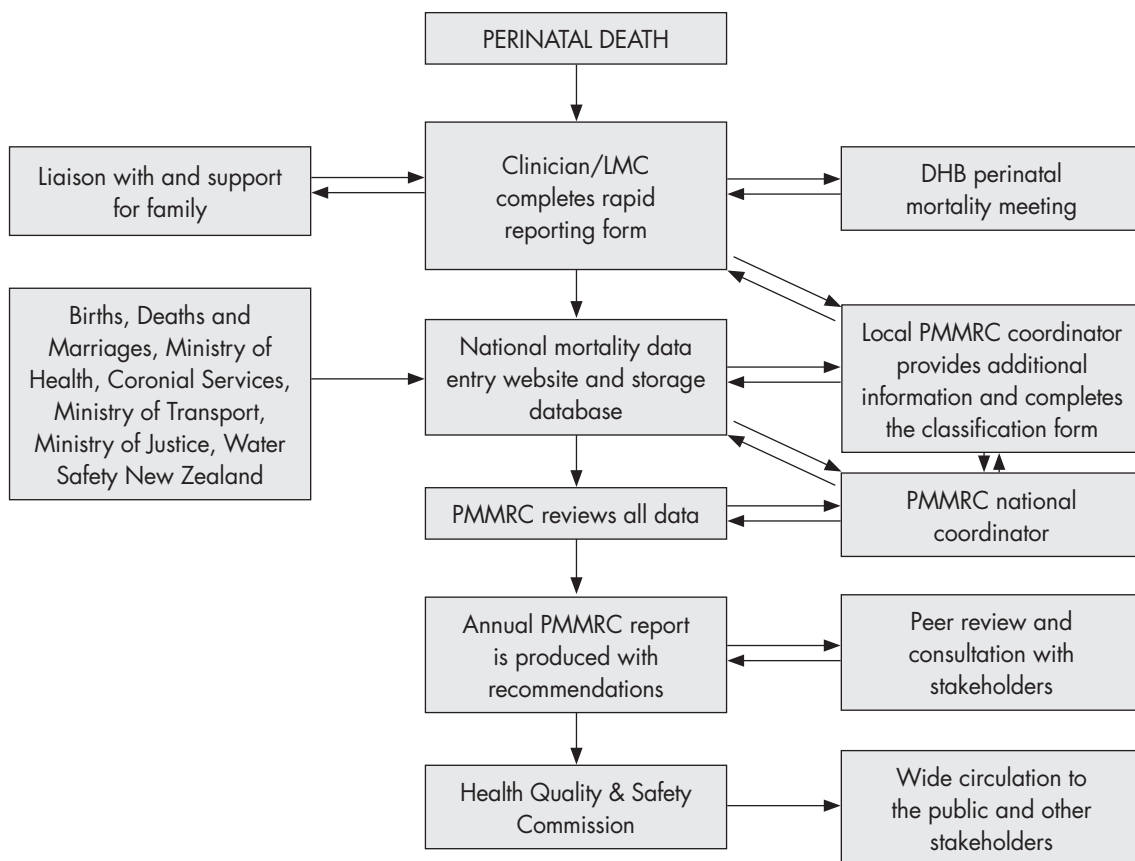 PERINATAL DEATH
Clinician/LMC
completes rapid
reporting form
Liaison with and support
for family
DHB perinatal
mortality meeting
Births, Deaths and
Marriages, Ministry of
Health, Coronial Services,
Ministry of Transport,
Ministry of Justice, Water
Safety New Zealand
National mortality data
entry website and storage
database
Local PMMRC coordinator
provides additional
information and completes
the classification form
PMMRC reviews all data
PMMRC national
coordinator
Annual PMMRC report
is produced with
recommendations
Peer review and
consultation with
stakeholders
Health Quality & Safety
Commission
Wide circulation to
the public and other
stakeholders